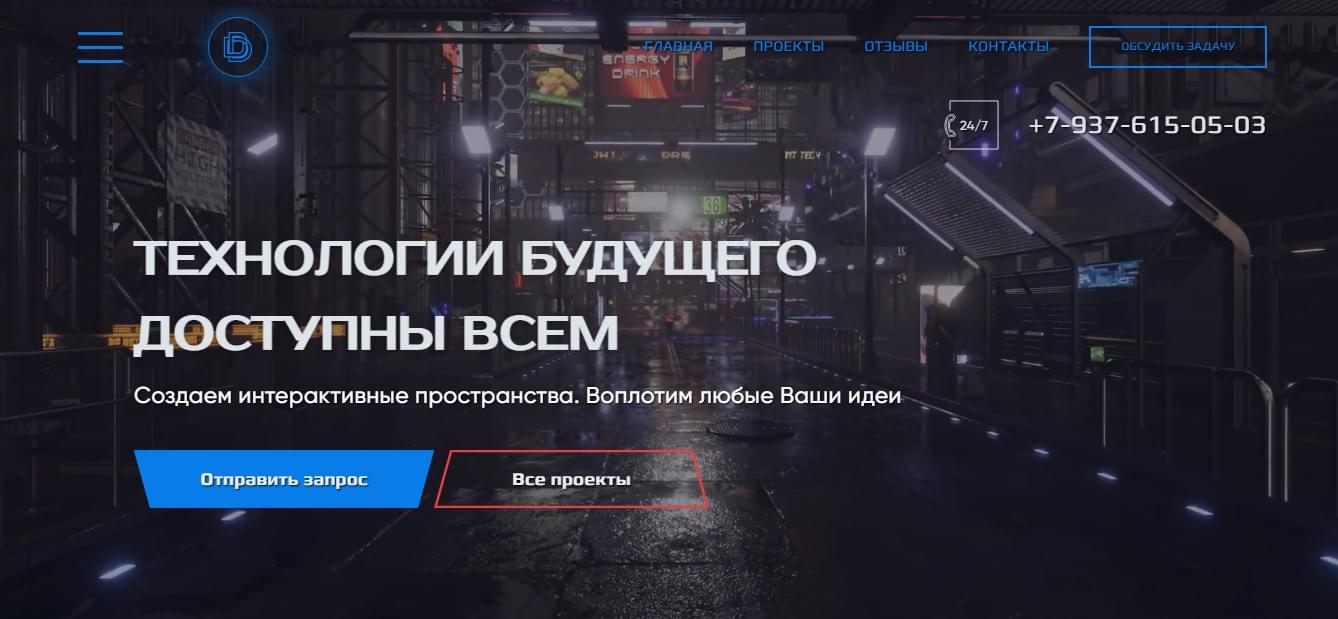 ГЛАВНАЯ ПРОЕКТЫ ОТЗЫВЫ КОНТАКТЫ ОБСУДИТЬ ЗАДАЧУ
ENERGY
DRINK
24/7 +7-937-615-05-03
36
ТЕХНОЛОГИИ БУДУЩЕГО
ДОСТУПНЫ ВСЕМ
Создаем интерактивные пространства. Воплотим любые Ваши идеи
Отправить запрос Все проекты